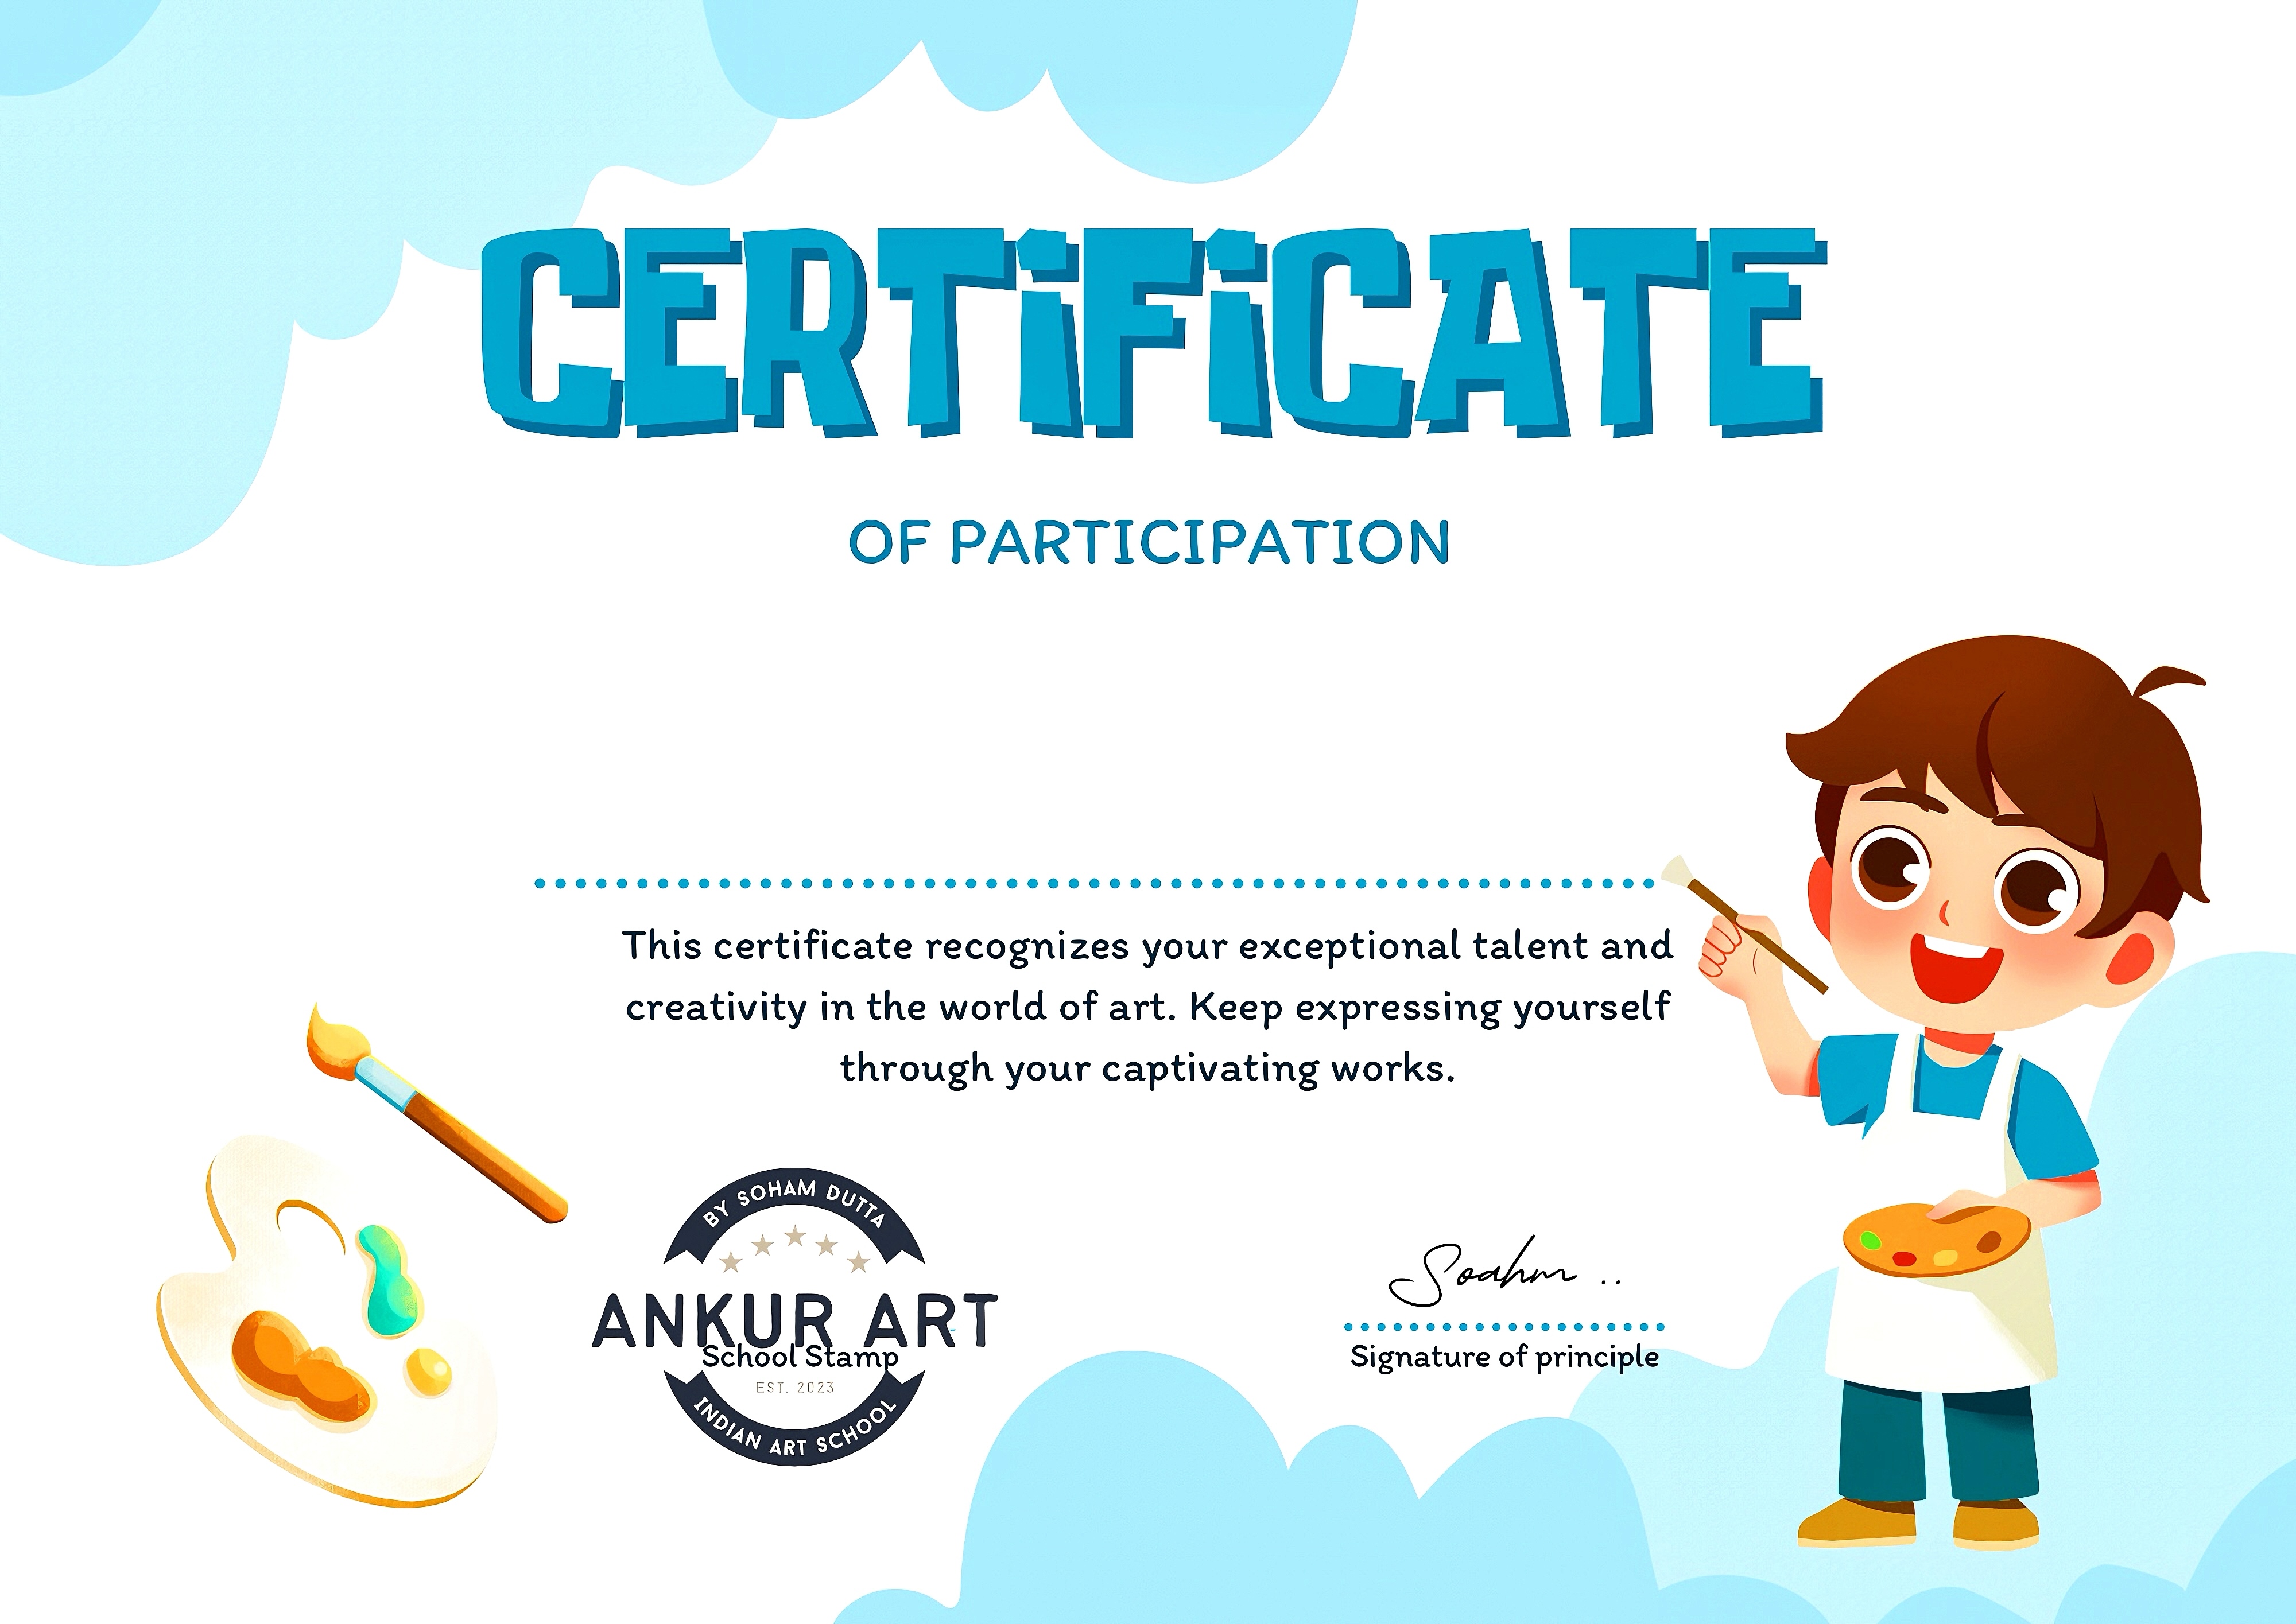 CERTiFiCATE
OF PARTICIPATION
This certificate recognizes your exceptional talent and
creativity in the world of art. Keep expressing yourself
through your captivating works.
BY SOHAM DUTTA
ANKUR ART
School Stamp
EST. 2023
INDIAN ART SCHOOL
Soahm ..
Signature of principle